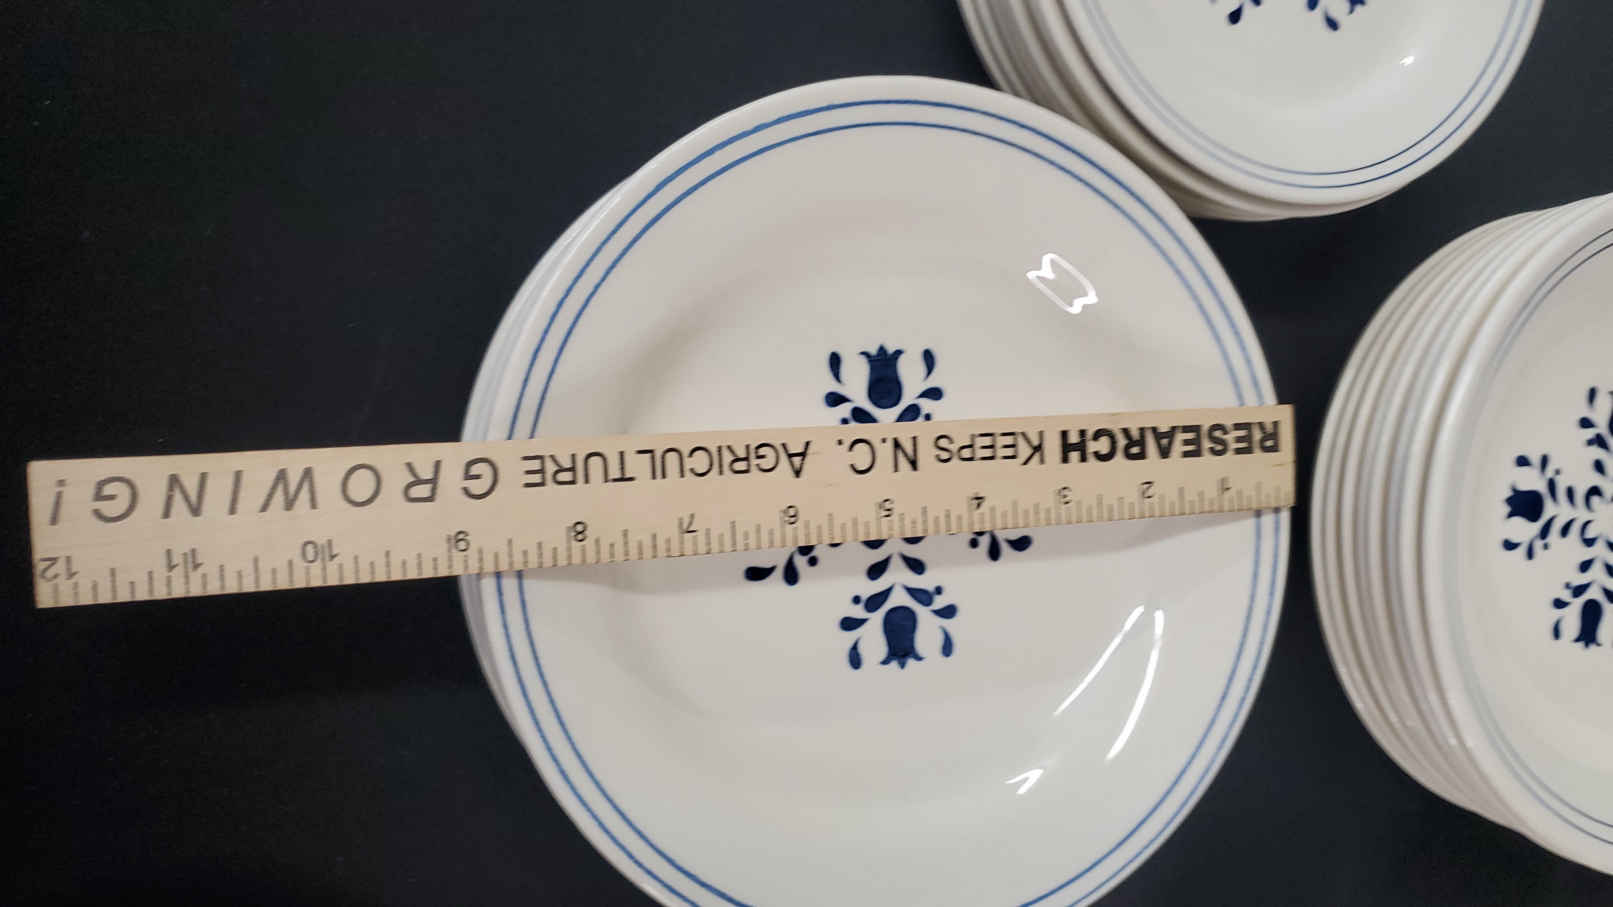 RESEARCH KEEPS N.C. AGRICULTURE GROWING!
1 2 3 4 5 6 7 8 9 10 11 12